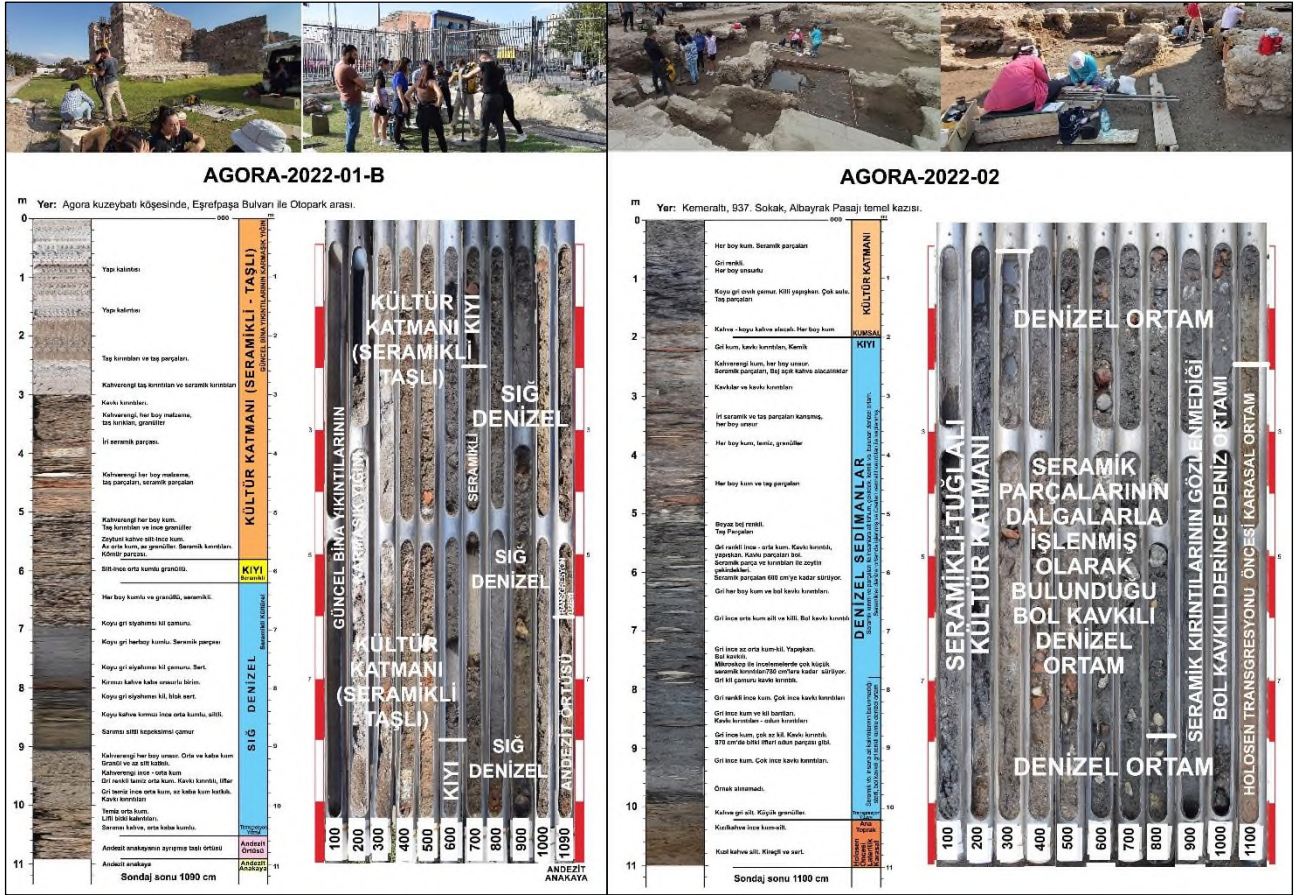 AGORA-2022-01-B
m
Yer: Agora kuzeybatı köşesinde, Eşrefpaşa Bulvarı ile Otopark arası.
0
000
Yapı kalıntısı
1
Yapı kalıntısı
2
Taş kırıntıları ve taş parçaları.
Kahverengi taş kırıntıları ve seramik kırıntıları
3
Kavkı kırıntıları.
Kahverengi, her boy malzeme,
taş kırıkları, granüller
İri seramik parçası.
4
Kahverengi her boy malzeme,
taş parçaları, seramik parçaları
5
Kahverengi her boy kum.
Taş kırıntıları ve ince granüller
Zeytuni kahve silt-ince kum.
Az orta kum, az granüller. Seramik kırıntıları.
Kömür parçası.
6
Silt-ince orta kumlu granüllü.
Her boy kumlu ve granüllü, seramikli.
7
Koyu gri siyahımsı kil çamuru.
Koyu gri herboy kumlu. Seramik parçası
Koyu gri siyahımsı kil çamuru. Sert.
8
Kırmızı kahve kaba unsurlu birim.
Koyu gri siyahımsı kil, blok sert.
Koyu kahve kırmızı ince orta kumlu, siltli.
Sarımsı siltli kepeksimsi çamur
9
Kahverengi her boy unsur. Orta ve kaba kum
Granül ve az silt katkılı.
Kahverengi ince - orta kum
Gri renkli temiz orta kum. Kavkı kırıntılı, lifler
Gri temiz ince orta kum, az kaba kum katkılı.
Kavkı kırıntıları
10
Temiz orta kum.
Lifli bitki kalıntıları.
Sarımsı kahve, orta kaba kumlu.
Andezit anakayanın ayrışmış taşlı örtüsü
11
Andezit anakaya
Sondaj sonu 1090 cm
KÜLTÜR KATMANI (SERAMİKLİ - TAŞLI)
GÜNCEL BİNA YIKINTILARININ KARMAŞIK YIĞIN
KIYI
Seramikli
SIĞ DENİZEL
Seramikli Kültürel
Transgresyon
Andezit
Örtüsü
Andezit
Anakaya
GÜNCEL BİNA YIKINTILARININ
KARMAŞIK YIĞINI
KÜLTÜR
KATMANI
(SERAMİKLİ
TAŞLI)
KIYI
SERAMİKLİ
SIĞ
DENİZEL
SIĞ
DENİZEL
KÜLTÜR
KATMANI
(SERAMİKLİ
TAŞLI)
KIYI
SIĞ
DENİZEL
ANDEZİT ÖRTÜSÜ
100 200 300 400 500 600 700 800 900 1000 1090
ANDEZİT
ANAKAYA
AGORA-2022-02
m
Yer: Kemeraltı, 937. Sokak, Albayrak Pasajı temel kazısı.
0
000
Her boy kum. Seramik parçaları
Gri renkli.
Her boy unsurlu
1
Koyu gri cıvık çamur. Killi yapışkan. Çok sulu.
Taş parçaları
Kahve - koyu kahve alacalı. Her boy kum
2
Gri kum, kavkı kırıntıları, Kemik
Kahverengi kum, her boy unsur.
Seramik parçaları, Bej açık kahve alacalıklar
Kavkılar ve kavkı kırıntıları
3
İri seramik ve taş parçaları karışmış,
her boy unsur
Her boy kum, temiz, granüller
4
Her boy kum ve taş parçaları
5
Beyaz bej renkli.
Taş Parçaları
Gri renkli ince - orta kum. Kavkı kırıntılı,
yapışkan. Kavkı parçaları bol.
Seramik parça ve kırıntıları ile zeytin
çekirdekleri.
Seramik parçaları 600 cm'ye kadar sürüyor.
6
Gri her boy kum ve bol kavkı kırıntıları.
Gri ince orta kum silt ve killi. Bol kavkı kırıntılı
7
Gri ince az orta kum-kil. Yapışkan.
Bol kavkılı.
Mikroskop ile incelemelerde çok küçük
seramik kırıntıları780 cm'lere kadar sürüyor.
Gri kil çamuru kavkı kırıntılı.
8
Gri renkli ince kum. Çok ince kavkı kırıntıları
Gri ince kum ve kil bantları.
Kavkı kırıntıları - odun kırıntıları
Gri ince kum, çok az kil. Kavkı kırıntılı.
870 cm'de bitki lifleri odun parçası gibi.
9
Gri ince kum. Çok ince kavkı kırıntıları.
Örnek alınamadı.
10
Kahve gri silt. Küçük granüller.
Kızılkahve ince kum-silt.
Kızıl kahve silt. Kireçli ve sert.
11
Sondaj sonu 1100 cm
KÜLTÜR KATMANI
KUMSAL
KIYI
DENİZEL SEDİMANLAR
Ana
Toprak
Holosen
Öncesi
Lateritik
Karasal
SERAMİKLİ-TUĞLALI
KÜLTÜR KATMANI
DENİZEL ORTAM
SERAMİK
PARÇALARININ
DALGALARLA
İŞLENMİŞ
OLARAK
BULUNDUĞU
BOL KAVKILI
DENİZEL
ORTAM
DENİZEL ORTAM
SERAMİK KIRINTILARININ GÖZLENMEDİĞİ
BOL KAVKILI DERİNCE DENİZ ORTAMI
HOLOSEN TRANSGRESYONU ÖNCESİ KARASAL ORTAM
100 200 300 400 500 600 700 800 900 1000 1100